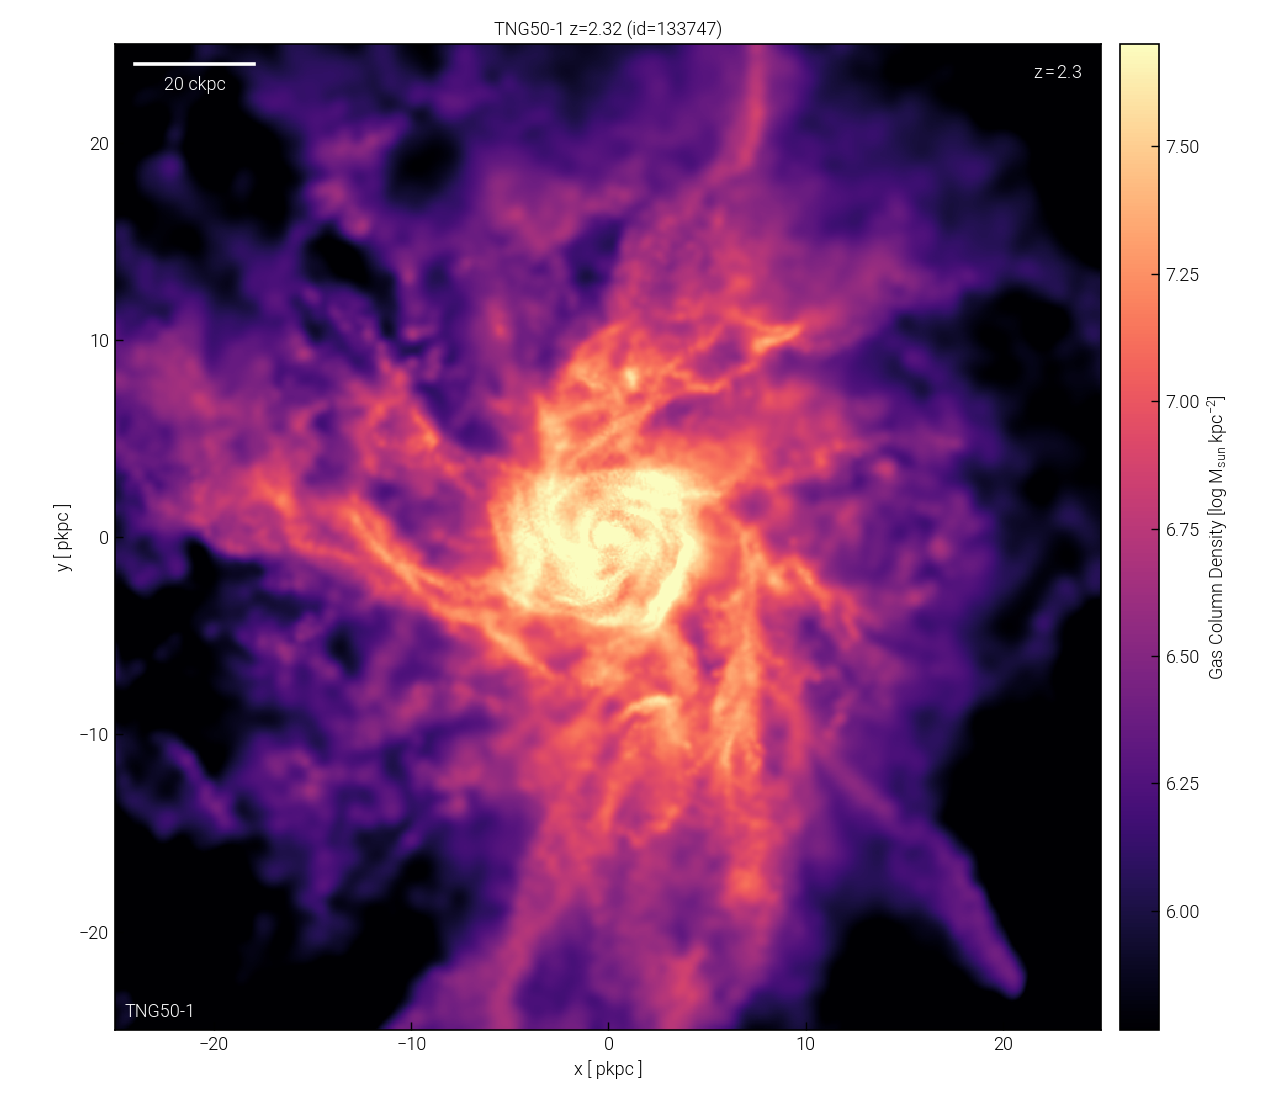 TNG50-1 z=2.32 (id=133747)
20 ckpc
z = 2.3
TNG50-1
20
10
0
−10
−20
y [ pkpc ]
−20
−10
0
10
20
x [ pkpc ]
7.50
7.25
7.00
6.75
6.50
6.25
6.00
Gas Column Density [log M_sun kpc^−2]